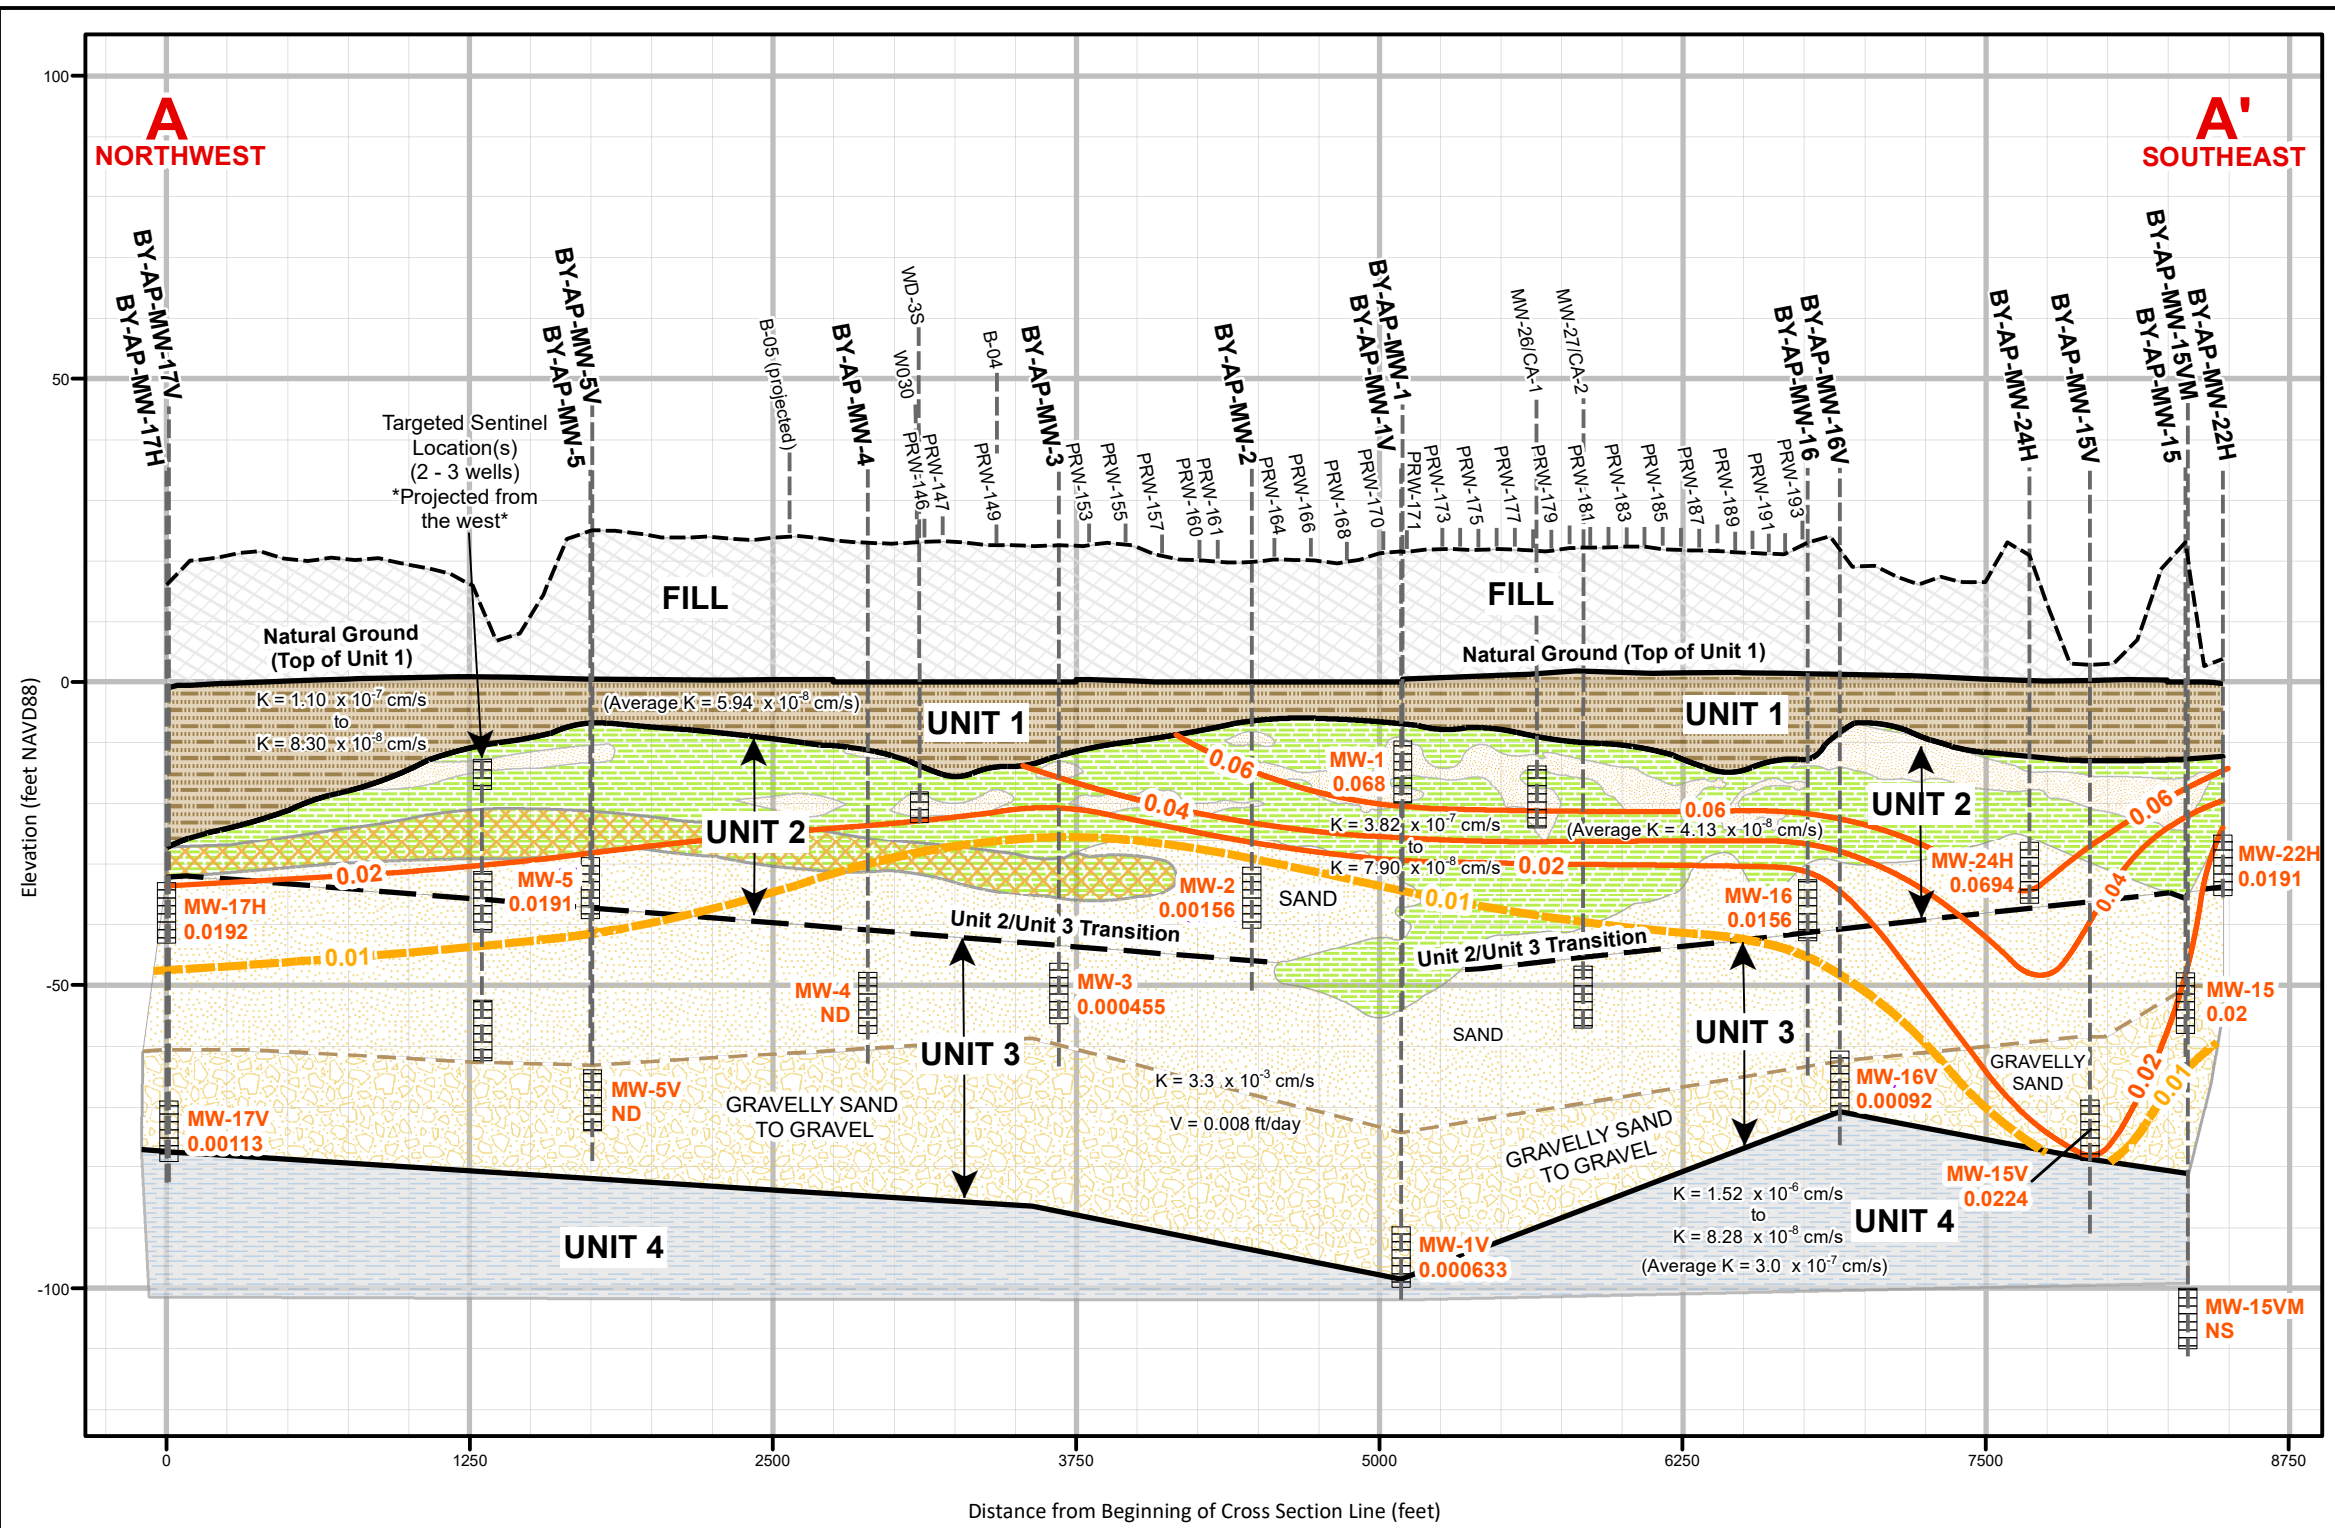 A
NORTHWEST
A'
SOUTHEAST
100
50
0
-50
-100
Elevation (feet NAVD88)
BY-AP-MW-17V
BY-AP-MW-17H
BY-AP-MW-5V
BY-AP-MW-5
B-05 (projected)
BY-AP-MW-4
WD-3S
W030
PRW-146
PRW-147
B-04
PRW-149
BY-AP-MW-3
PRW-153
PRW-155
PRW-157
PRW-160
PRW-161
BY-AP-MW-2
PRW-164
PRW-166
PRW-168
PRW-170
BY-AP-MW-1
BY-AP-MW-1V
PRW-171
PRW-173
PRW-175
PRW-177
MW-26/CA-1
PRW-179
MW-27/CA-2
PRW-181
PRW-183
PRW-185
PRW-187
PRW-189
PRW-191
PRW-193
BY-AP-MW-16
BY-AP-MW-16V
BY-AP-MW-24H
BY-AP-MW-15V
BY-AP-MW-15VM
BY-AP-MW-15
BY-AP-MW-22H
Targeted Sentinel
Location(s)
(2 - 3 wells)
*Projected from
the west*
FILL
FILL
Natural Ground
(Top of Unit 1)
Natural Ground (Top of Unit 1)
K = 1.10 x 10-7 cm/s
to
K = 8.30 x 10-8 cm/s
(Average K = 5.94 x 10-8 cm/s)
UNIT 1
UNIT 1
0.06
0.04
MW-1
0.068
0.06
K = 3.82 x 10-7 cm/s
to
K = 7.90 x 10-8 cm/s
(Average K = 4.13 x 10-8 cm/s)
0.02
UNIT 2
UNIT 2
0.06
0.04
0.02
MW-17H
0.0192
MW-5
0.0191
MW-2
0.00156
SAND
0.01
MW-16
0.0156
MW-24H
0.0694
MW-22H
0.0191
Unit 2/Unit 3 Transition
Unit 2/Unit 3 Transition
0.01
MW-4
ND
MW-3
0.000455
SAND
UNIT 3
UNIT 3
MW-15
0.02
GRAVELLY
SAND
0.02
0.01
MW-17V
0.00113
MW-5V
ND
GRAVELLY SAND
TO GRAVEL
K = 3.3 x 10-3 cm/s
V = 0.008 ft/day
GRAVELLY SAND
TO GRAVEL
MW-16V
0.00092
MW-15V
0.0224
K = 1.52 x 10-6 cm/s
to
K = 8.28 x 10-8 cm/s
(Average K = 3.0 x 10-7 cm/s)
UNIT 4
UNIT 4
MW-1V
0.000633
MW-15VM
NS
0
1250
2500
3750
5000
6250
7500
8750
Distance from Beginning of Cross Section Line (feet)